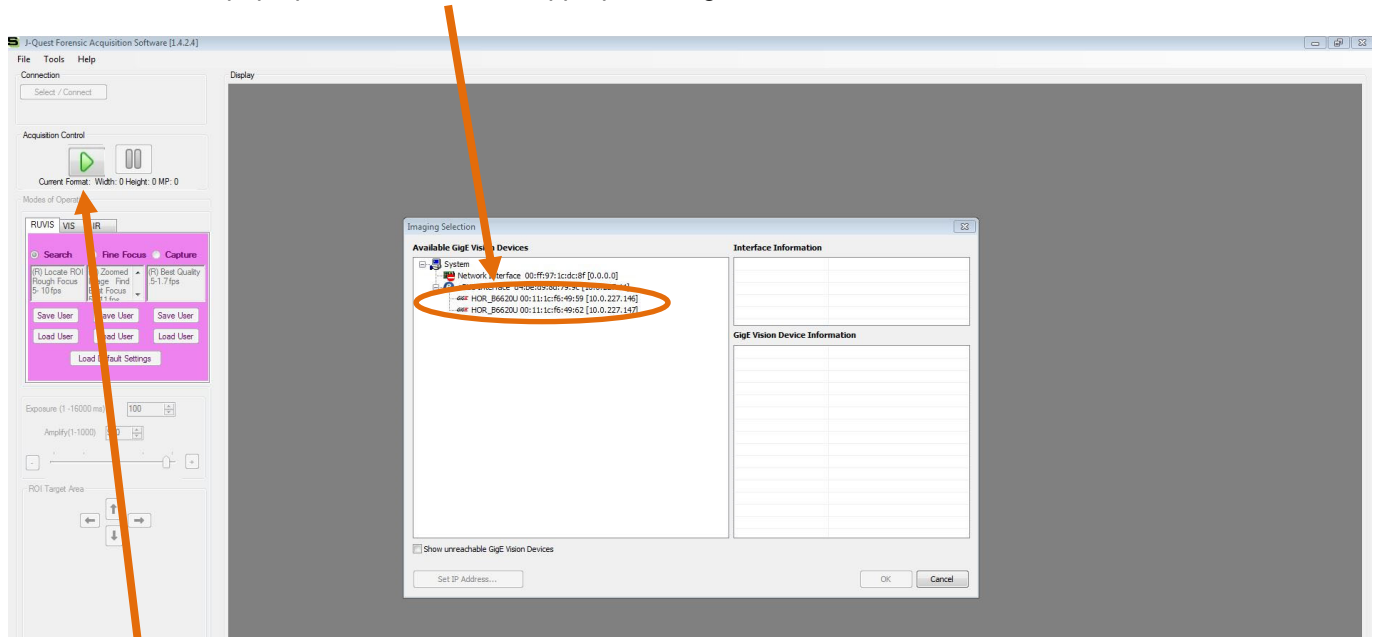 J-Quest Forensic Acquisition Software [1.4.2.4]
File Tools Help
Connection
Select / Connect
Display
Acquisition Control
Current Format: Width: 0 Height: 0 MP: 0
Modes of
RUVIS VIS IR
Search Fine Focus Capture
(R) Locate ROI
Rough Focus
5- 10 fps
Zoomed
Find
Focus
(R) Best Quality
.5-1.7 fps
Save User Save User Save User
Load User Load User Load User
Load Default Settings
Exposure (1 -16000 ms) 100
Amplify(1-1000)
- +
ROI Target Area
Imaging Selection
Available GigE Vision Devices
System
Network Interface 00:ff:97:1c:dc:8f [0.0.0.0]
HOR_B6620U 00:11:1c:f6:49:59 [10.0.227.146]
HOR_B6620U 00:11:1c:f6:49:62 [10.0.227.147]
Interface Information
GigE Vision Device Information
Show unreachable GigE Vision Devices
Set IP Address...
OK Cancel